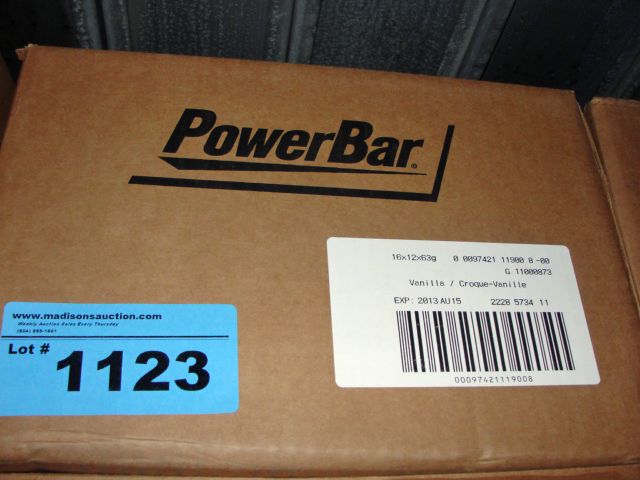 PowerBar®
16x12x63g 0 0097421 11900 8 -00
G 11000873
Vanilla / Croque-Vanille
EXP: 2013 AU15 2228 5734 11
00097421119008
www.madisonsauction.com
Weekly Auction Sales Every Thursday
Lot # 1123